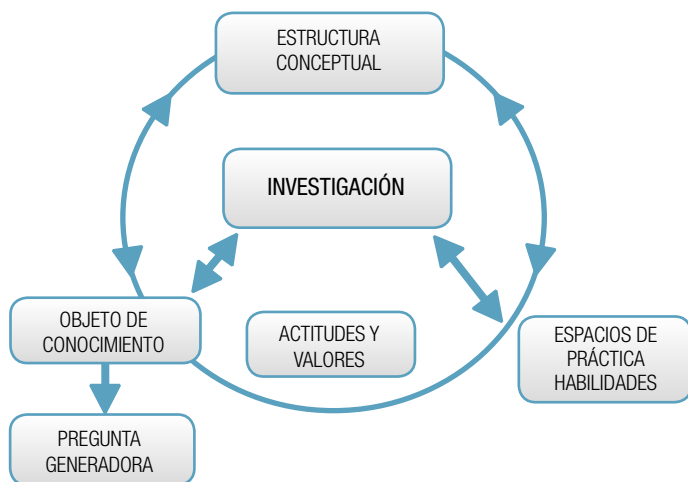 ESTRUCTURA
CONCEPTUAL
INVESTIGACIÓN
OBJETO DE
CONOCIMIENTO
ACTITUDES Y
VALORES
ESPACIOS DE
PRÁCTICA
HABILIDADES
PREGUNTA
GENERADORA